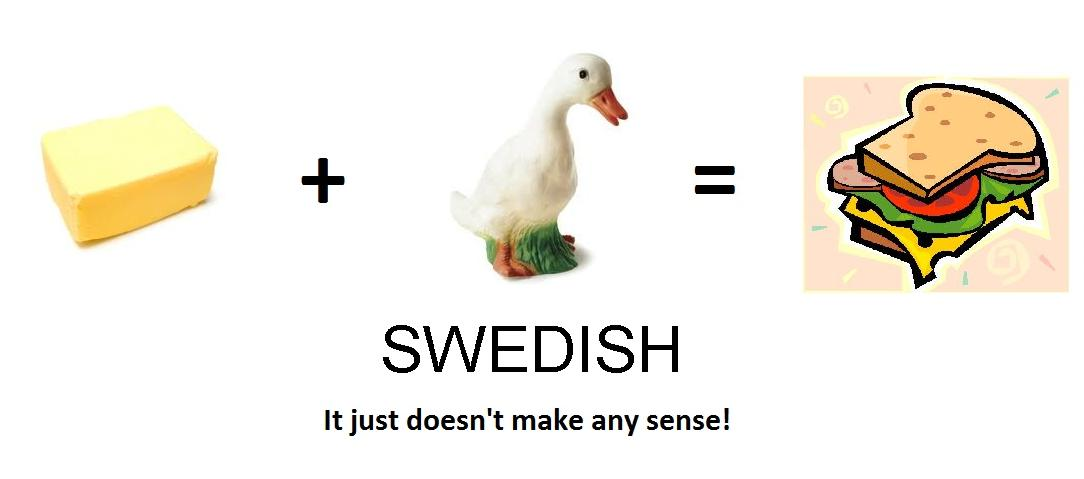 + =
SWEDISH
It just doesn't make any sense!